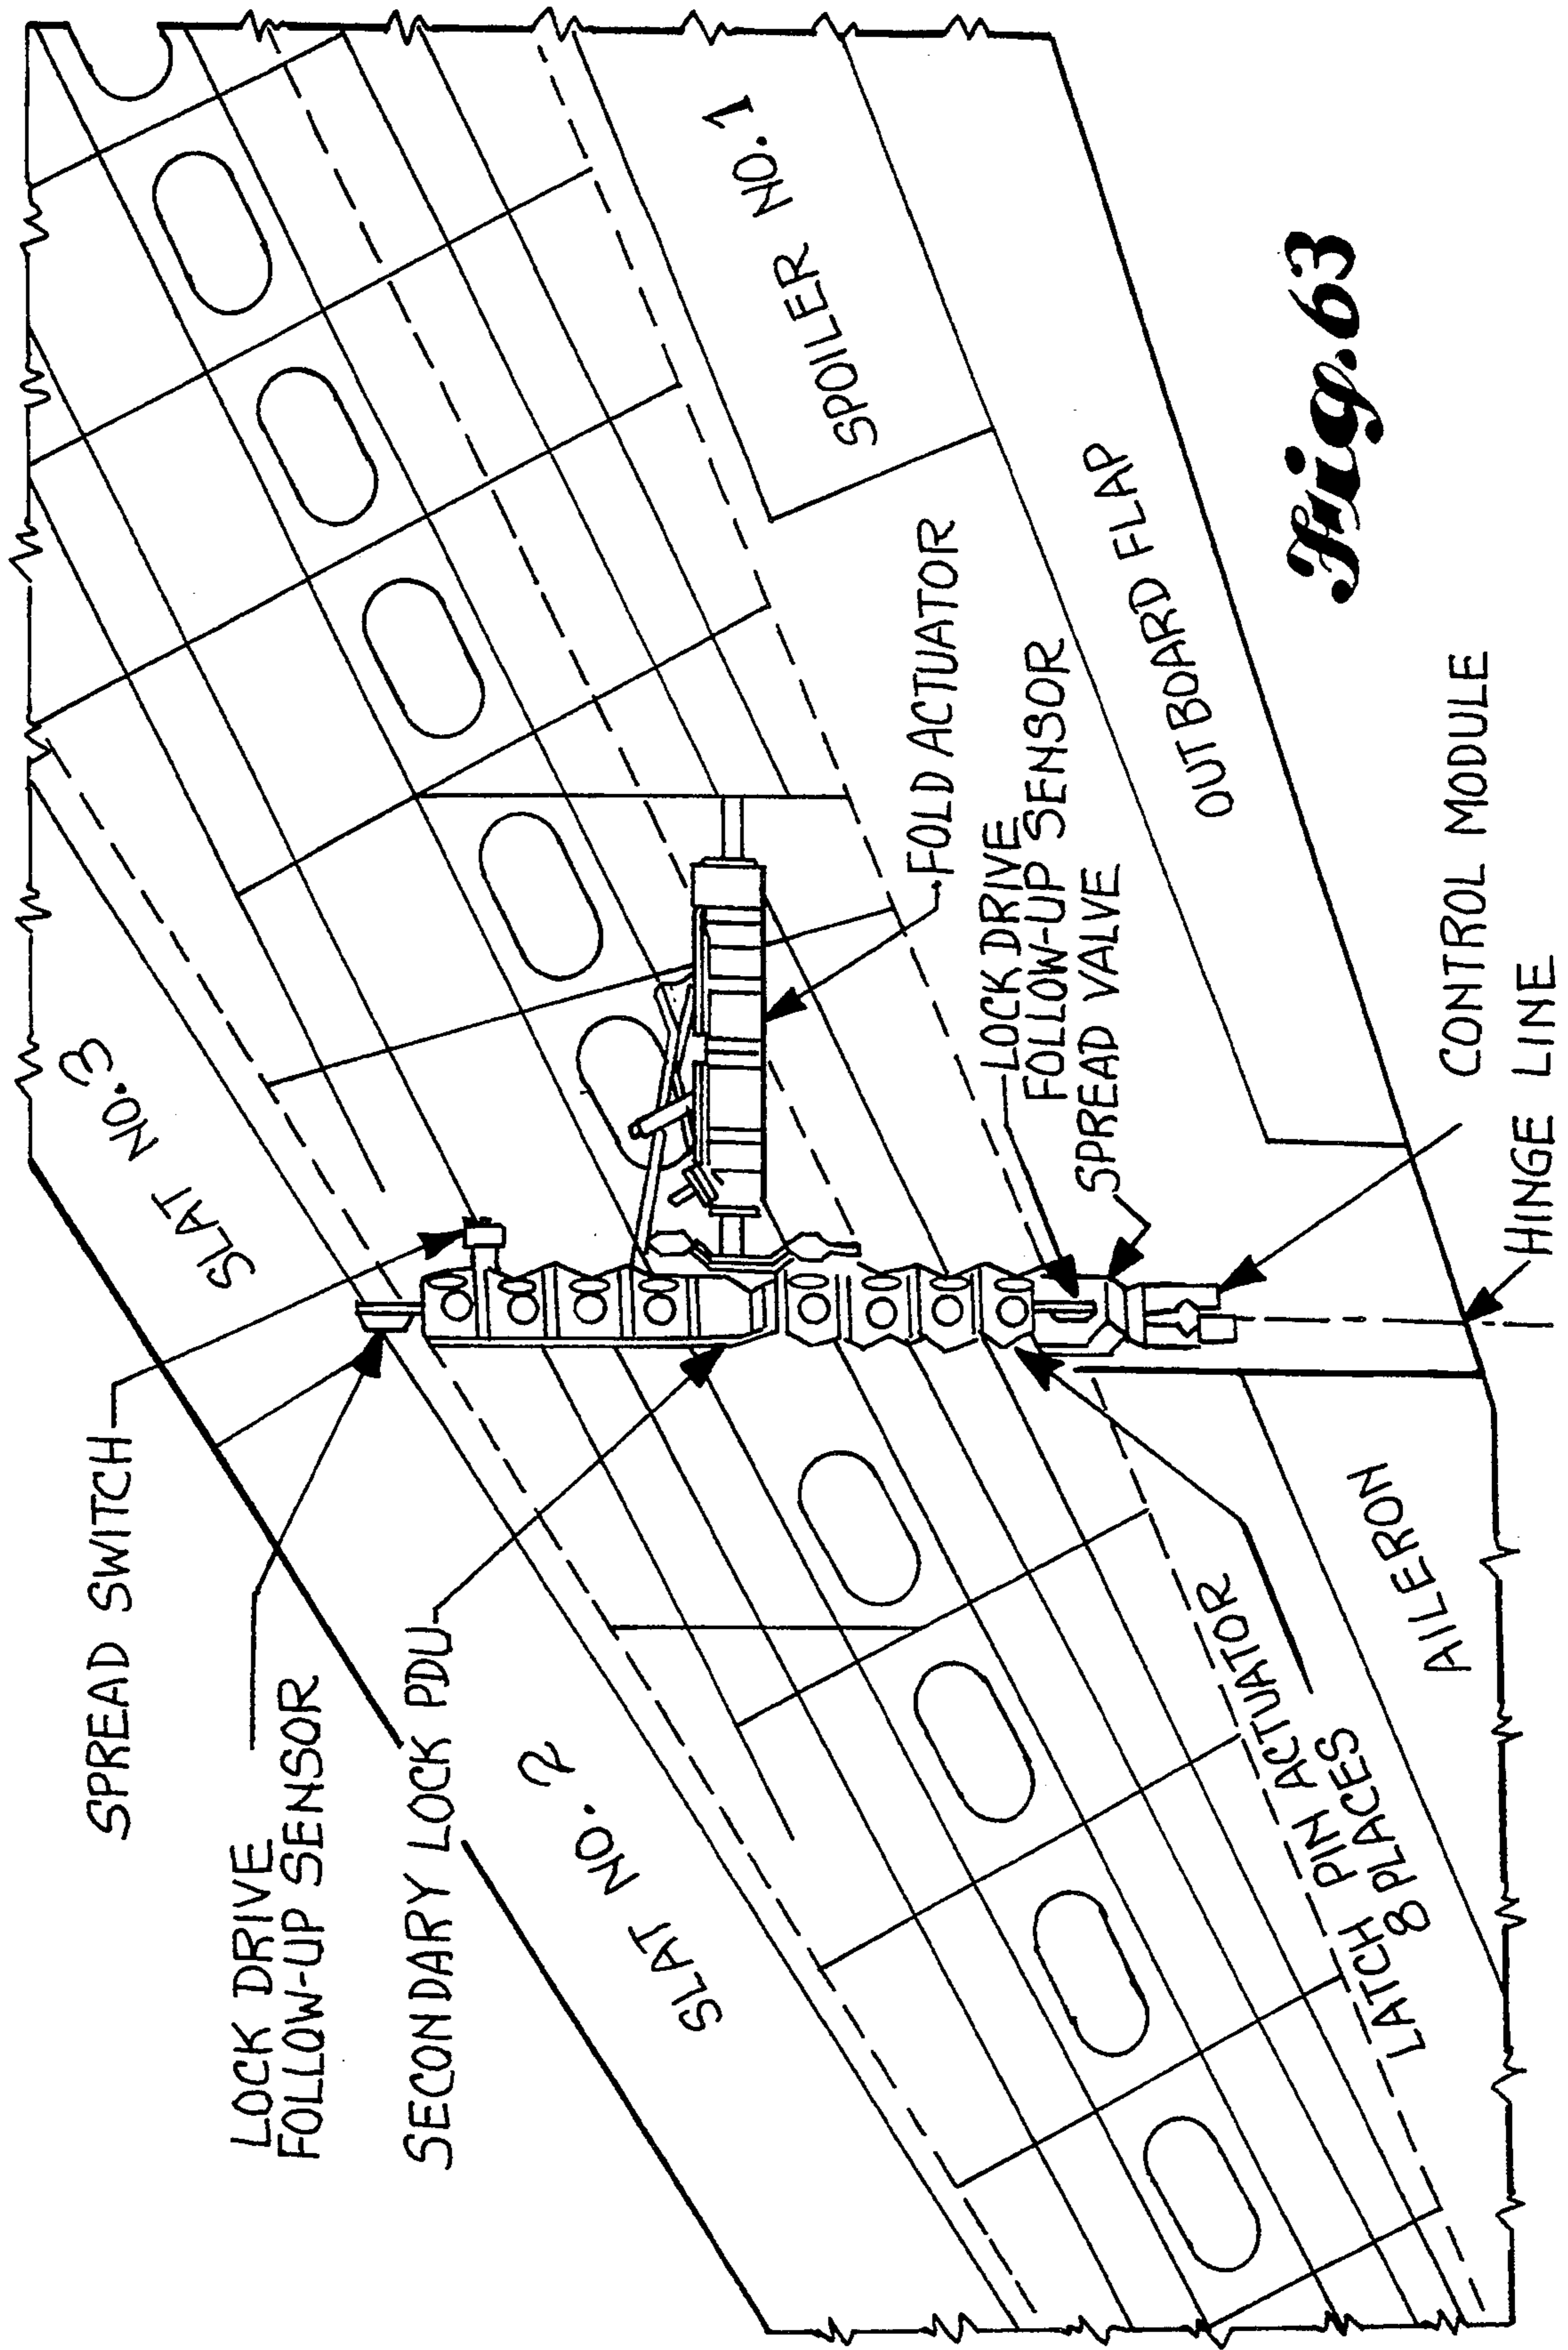 SPREAD SWITCH
LOCK DRIVE
FOLLOW-UP SENSOR
SECONDARY LOCK PDU
SLAT NO. 2
SLAT NO. 3
SPOILER NO. 1
FOLD ACTUATOR
LOCK DRIVE
FOLLOW-UP SENSOR
SPREAD VALVE
OUTBOARD FLAP
LATCH PIN ACTUATOR
8 PLACES
AILERON
CONTROL MODULE
HINGE LINE
Fig. 63